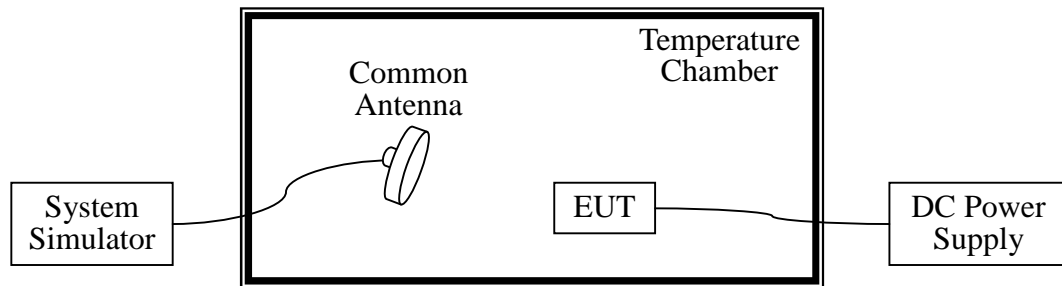 Temperature
Chamber
Common
Antenna
System
Simulator
EUT
DC Power
Supply